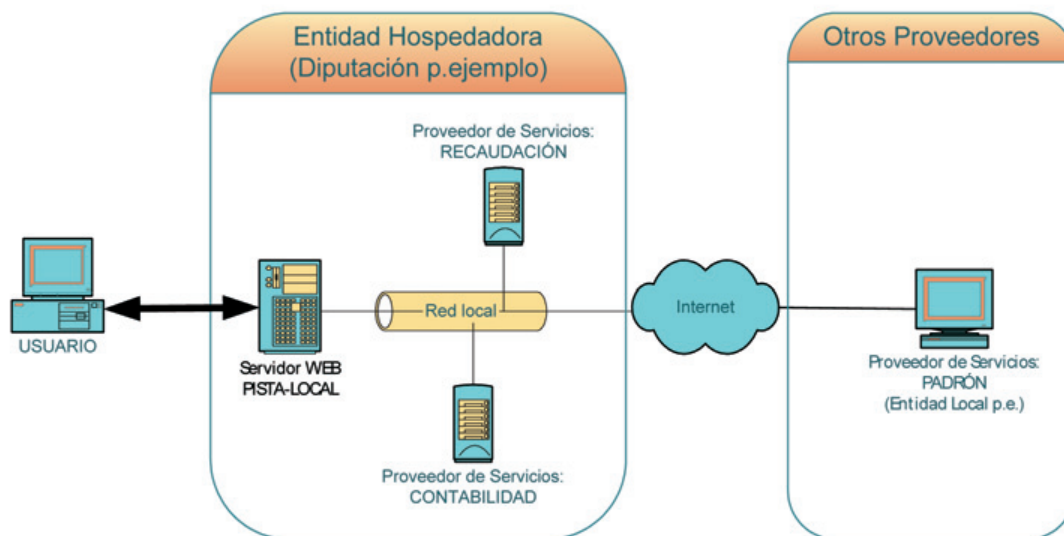 Entidad Hospedadora
(Diputación p.ejemplo)
Otros Proveedores
Proveedor de Servicios:
RECAUDACIÓN
USUARIO
Servidor WEB
PISTA-LOCAL
Red local
Internet
Proveedor de Servicios:
PADRÓN
(Entidad Local p.e.)
Proveedor de Servicios:
CONTABILIDAD